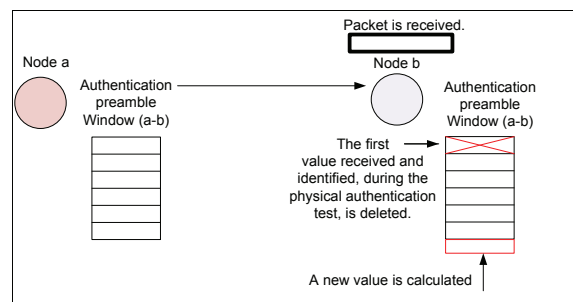 Packet is received.
Node a
Node b
Authentication
preamble
Window (a-b)
Authentication
preamble
Window (a-b)
The first
value received and
identified, during the
physical authentication
test, is deleted.
A new value is calculated